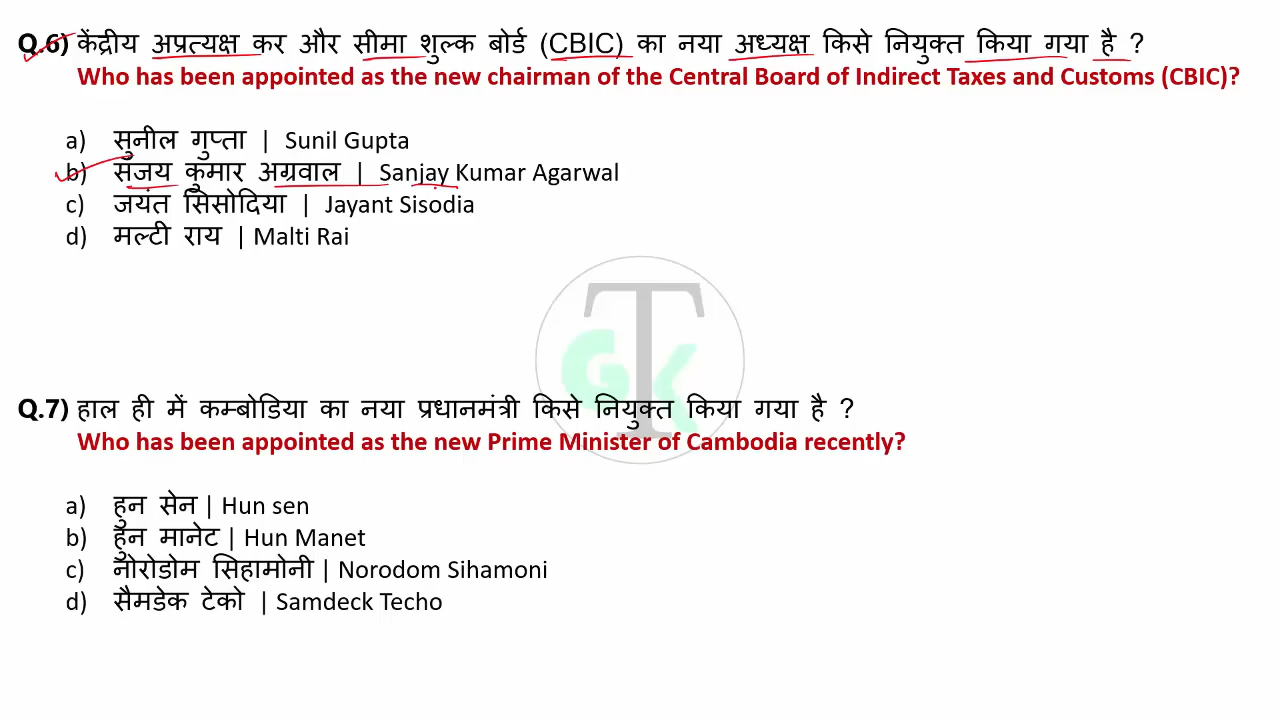 Q.6) केंद्रीय अप्रत्यक्ष कर और सीमा शुल्क बोर्ड (CBIC) का नया अध्यक्ष किसे नियुक्त किया गया है ?
Who has been appointed as the new chairman of the Central Board of Indirect Taxes and Customs (CBIC)?
a) सुनील गुप्ता | Sunil Gupta
b) संजय कुमार अग्रवाल | Sanjay Kumar Agarwal
c) जयंत सिसोदिया | Jayant Sisodia
d) मल्टी राय | Malti Rai
T
GK
Q.7) हाल ही में कम्बोडिया का नया प्रधानमंत्री किसे नियुक्त किया गया है ?
Who has been appointed as the new Prime Minister of Cambodia recently?
a) हुन सेन | Hun sen
b) हुन मानेट | Hun Manet
c) नोरोडोम सिहामोनी | Norodom Sihamoni
d) सैमडेक टेको | Samdeck Techo